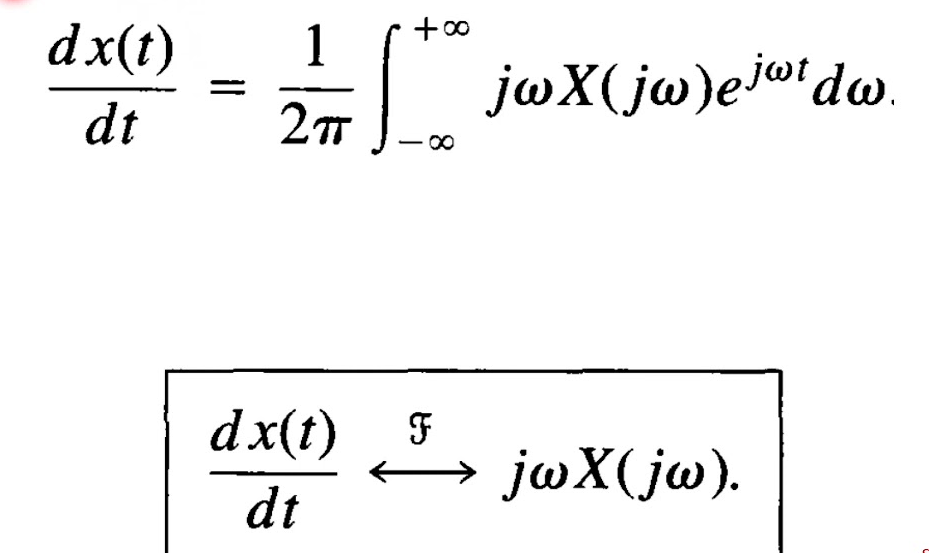 dx(t)/dt = 1/2π ∫_{-∞}^{+∞} jωX(jω)e^{jωt}dω.
dx(t)/dt ⟷^ℱ jωX(jω).